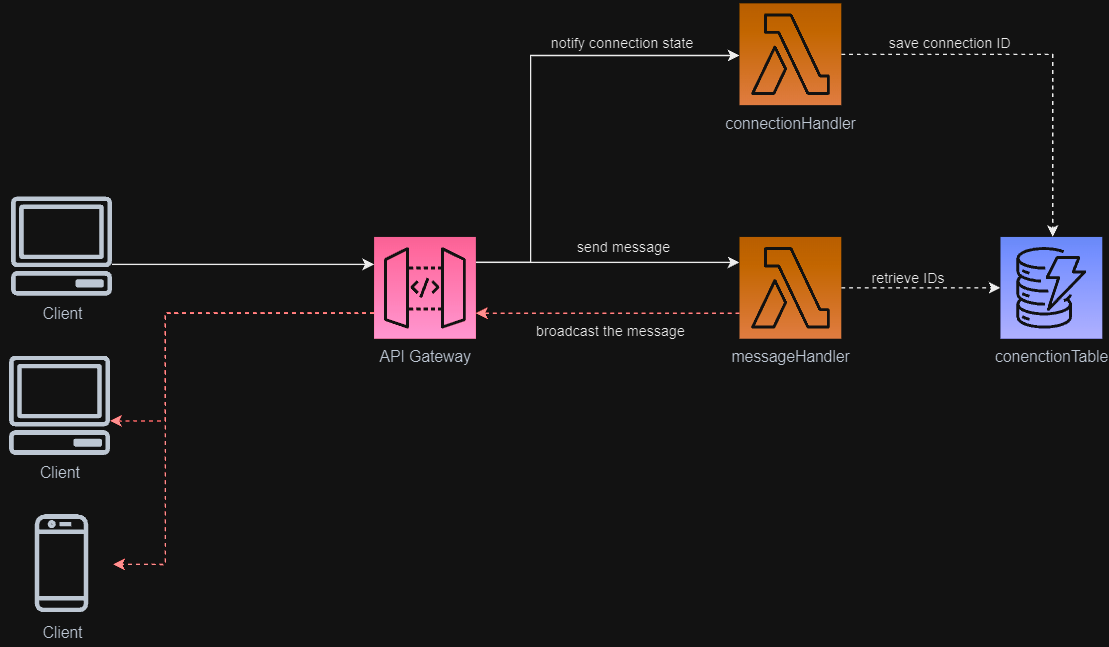 notify connection state
save connection ID
connectionHandler
send message
retrieve IDs
Client
broadcast the message
API Gateway
messageHandler
conenctionTable
Client
Client